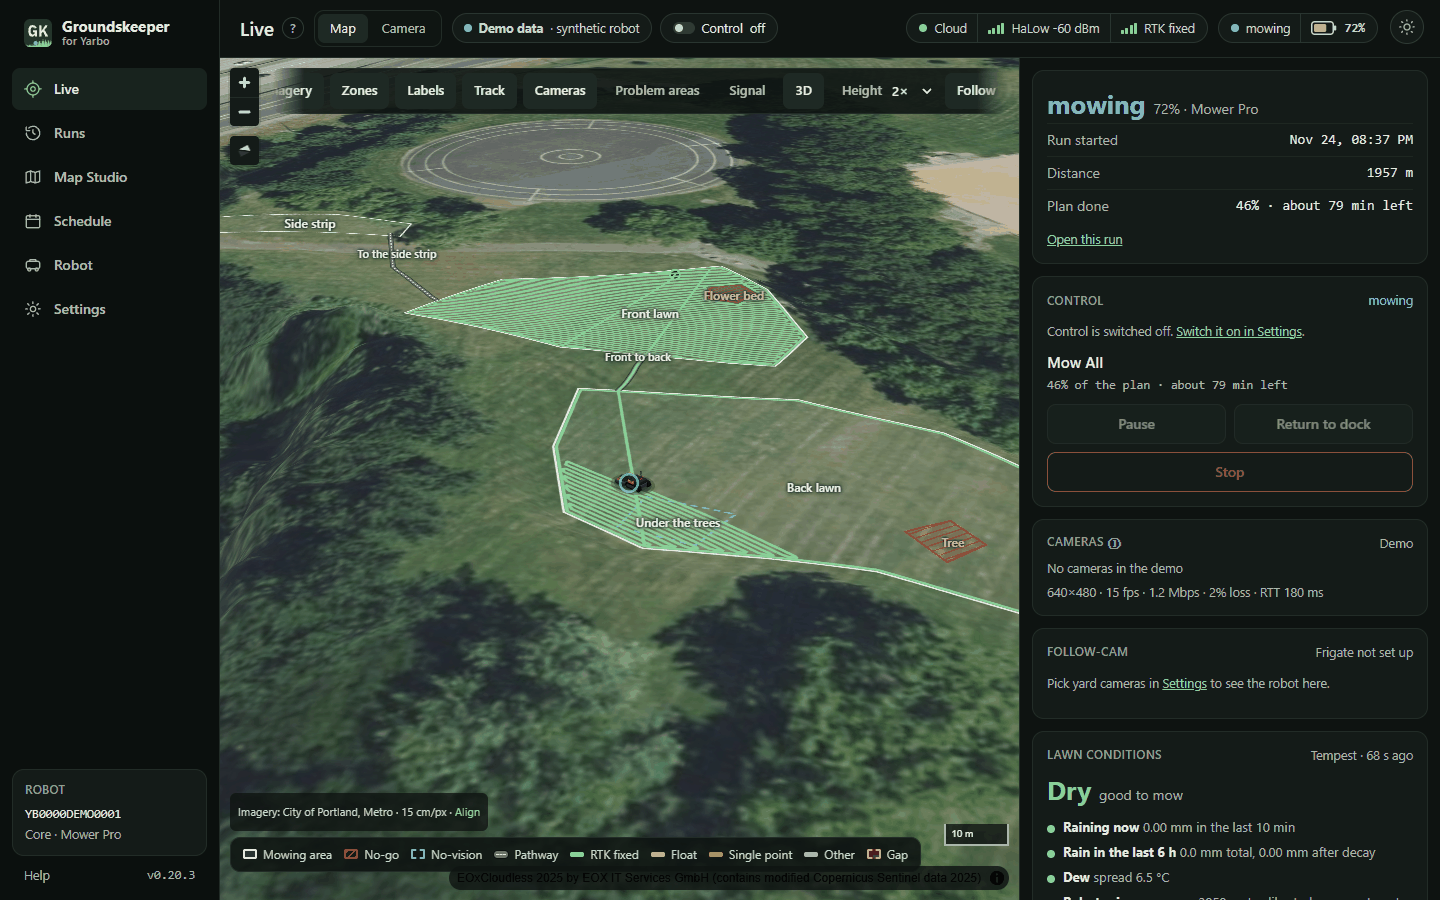 GK
Groundskeeper
for Yarbo
Live
Runs
Map Studio
Schedule
Robot
Settings
ROBOT
YB0000DEMO0001
Core · Mower Pro
Help
v0.20.3
Live ?
Map
Camera
Demo data · synthetic robot
Control off
Cloud
HaLow -60 dBm
RTK fixed
mowing
72%
+
−
agery
Zones
Labels
Track
Cameras
Problem areas
Signal
3D
Height 2×
Follow
Side strip
To the side strip
Flower bed
Front lawn
Front to back
Back lawn
Under the trees
Tree
Imagery: City of Portland, Metro · 15 cm/px · Align
10 m
Mowing area
No-go
No-vision
Pathway
RTK fixed
Float
Single point
Other
Gap
EOxCloudless 2025 by EOX IT Services GmbH (contains modified Copernicus Sentinel data 2025)
mowing 72% · Mower Pro
Run started Nov 24, 08:37 PM
Distance 1957 m
Plan done 46% · about 79 min left
Open this run
CONTROL mowing
Control is switched off. Switch it on in Settings.
Mow All
46% of the plan · about 79 min left
Pause
Return to dock
Stop
CAMERAS Demo
No cameras in the demo
640×480 · 15 fps · 1.2 Mbps · 2% loss · RTT 180 ms
FOLLOW-CAM Frigate not set up
Pick yard cameras in Settings to see the robot here.
LAWN CONDITIONS Tempest · 68 s ago
Dry good to mow
Raining now 0.00 mm in the last 10 min
Rain in the last 6 h 0.0 mm total, 0.00 mm after decay
Dew spread 6.5 °C